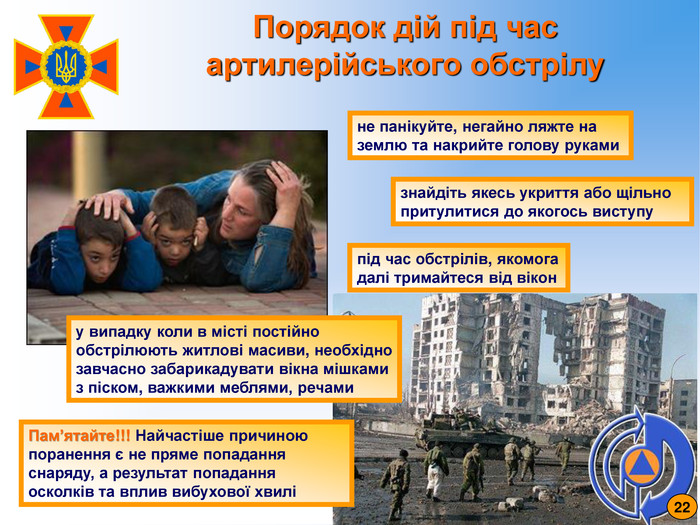 Порядок дій під час
артилерійського обстрілу
не панікуйте, негайно ляжте на
землю та накрийте голову руками
знайдіть якесь укриття або щільно
притулитися до якогось виступу
під час обстрілів, якомога
далі тримайтеся від вікон
у випадку коли в місті постійно
обстрілюють житлові масиви, необхідно
завчасно забарикадувати вікна мішками
з піском, важкими меблями, речами
Пам'ятайте!!! Найчастіше причиною
поранення є не пряме попадання
снаряду, а результат попадання
осколків та вплив вибухової хвилі
22